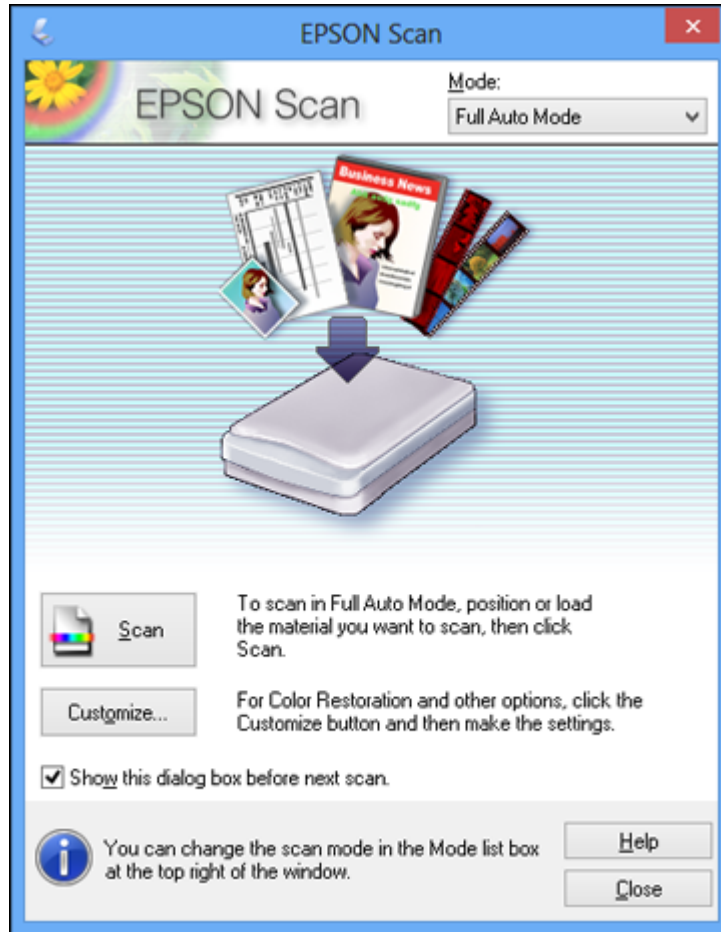 EPSON Scan
EPSON Scan
Mode:
Full Auto Mode
Business News
Scan
To scan in Full Auto Mode, position or load
the material you want to scan, then click
Scan.
Customize...
For Color Restoration and other options, click the
Customize button and then make the settings.
Show this dialog box before next scan.
You can change the scan mode in the Mode list box
at the top right of the window.
Help
Close